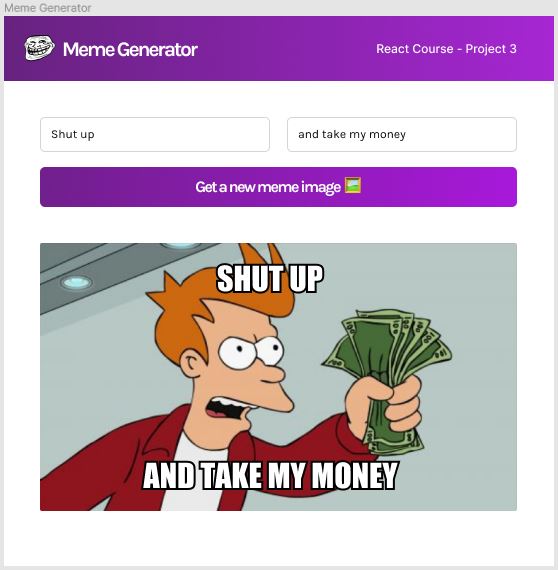 Meme Generator
Meme Generator
React Course - Project 3
Shut up
and take my money
Get a new meme image 🖼️
SHUT UP
AND TAKE MY MONEY